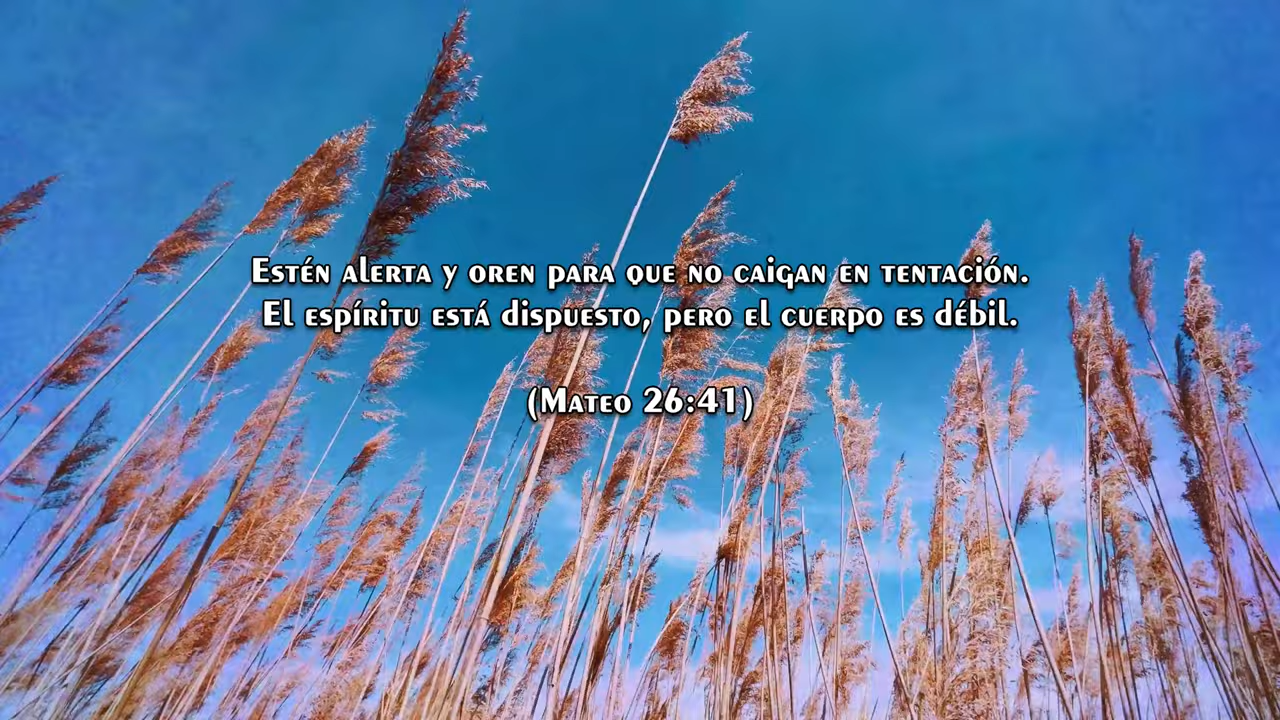 Estén alerta y oren para que no caigan en tentación.
El espíritu está dispuesto, pero el cuerpo es débil.
(Mateo 26:41)